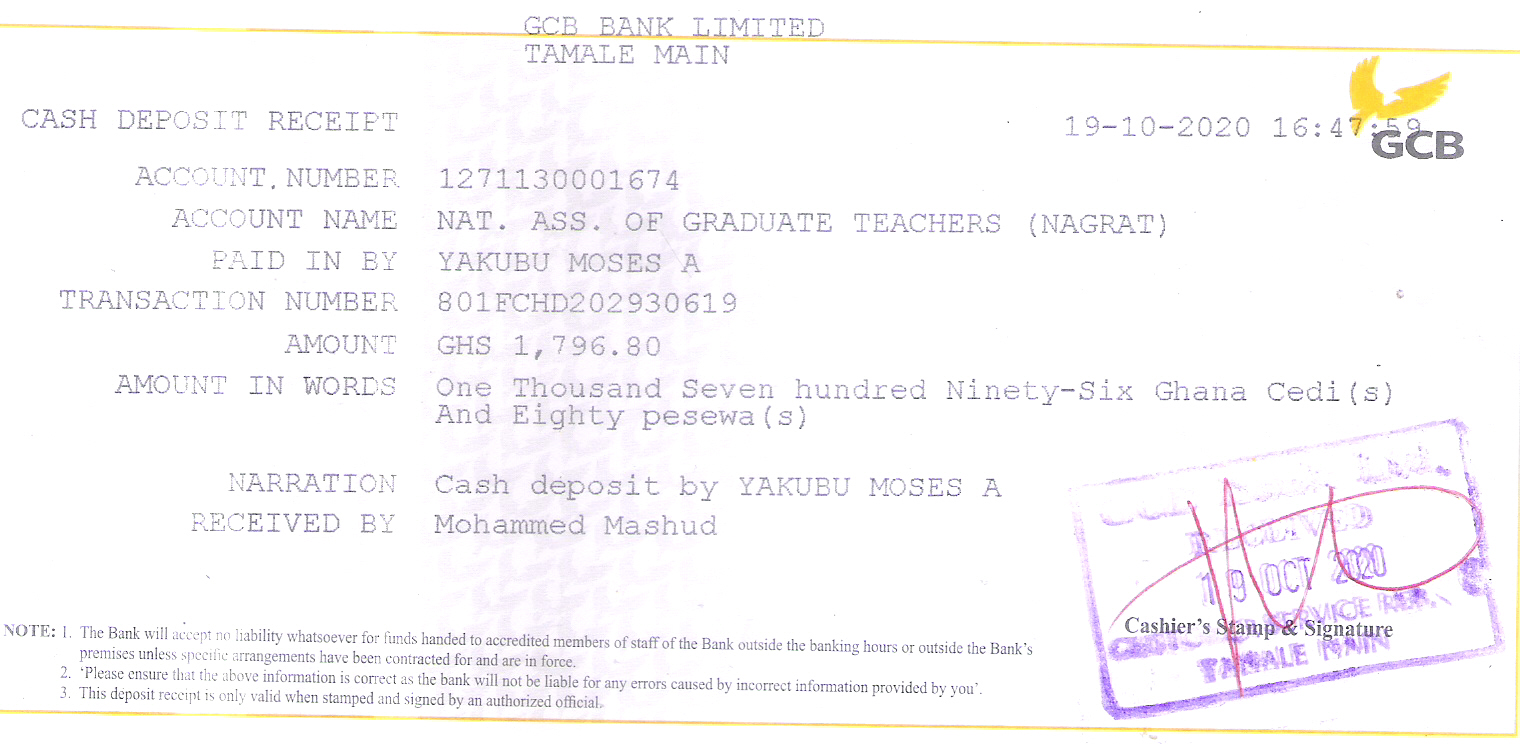 GCB BANK LIMITED
TAMALE MAIN
CASH DEPOSIT RECEIPT 19-10-2020 16:47:59
GCB
ACCOUNT NUMBER 1271130001674
ACCOUNT NAME NAT. ASS. OF GRADUATE TEACHERS (NAGRAT)
PAID IN BY YAKUBU MOSES A
TRANSACTION NUMBER 801FCHD202930619
AMOUNT GHS 1,796.80
AMOUNT IN WORDS One Thousand Seven hundred Ninety-Six Ghana Cedi(s)
And Eighty pesewa(s)
NARRATION Cash deposit by YAKUBU MOSES A
RECEIVED BY Mohammed Mashud
RECEIVED
19 OCT 2020
SERVICE
Cashier's Stamp & Signature
TAMALE MAIN
NOTE: 1. The Bank will accept no liability whatsoever for funds handed to accredited members of staff of the Bank outside the banking hours or outside the Bank's
premises unless specific arrangements have been contracted for and are in force.
2. 'Please ensure that the above information is correct as the bank will not be liable for any errors caused by incorrect information provided by you'.
3. This deposit receipt is only valid when stamped and signed by an authorized official.